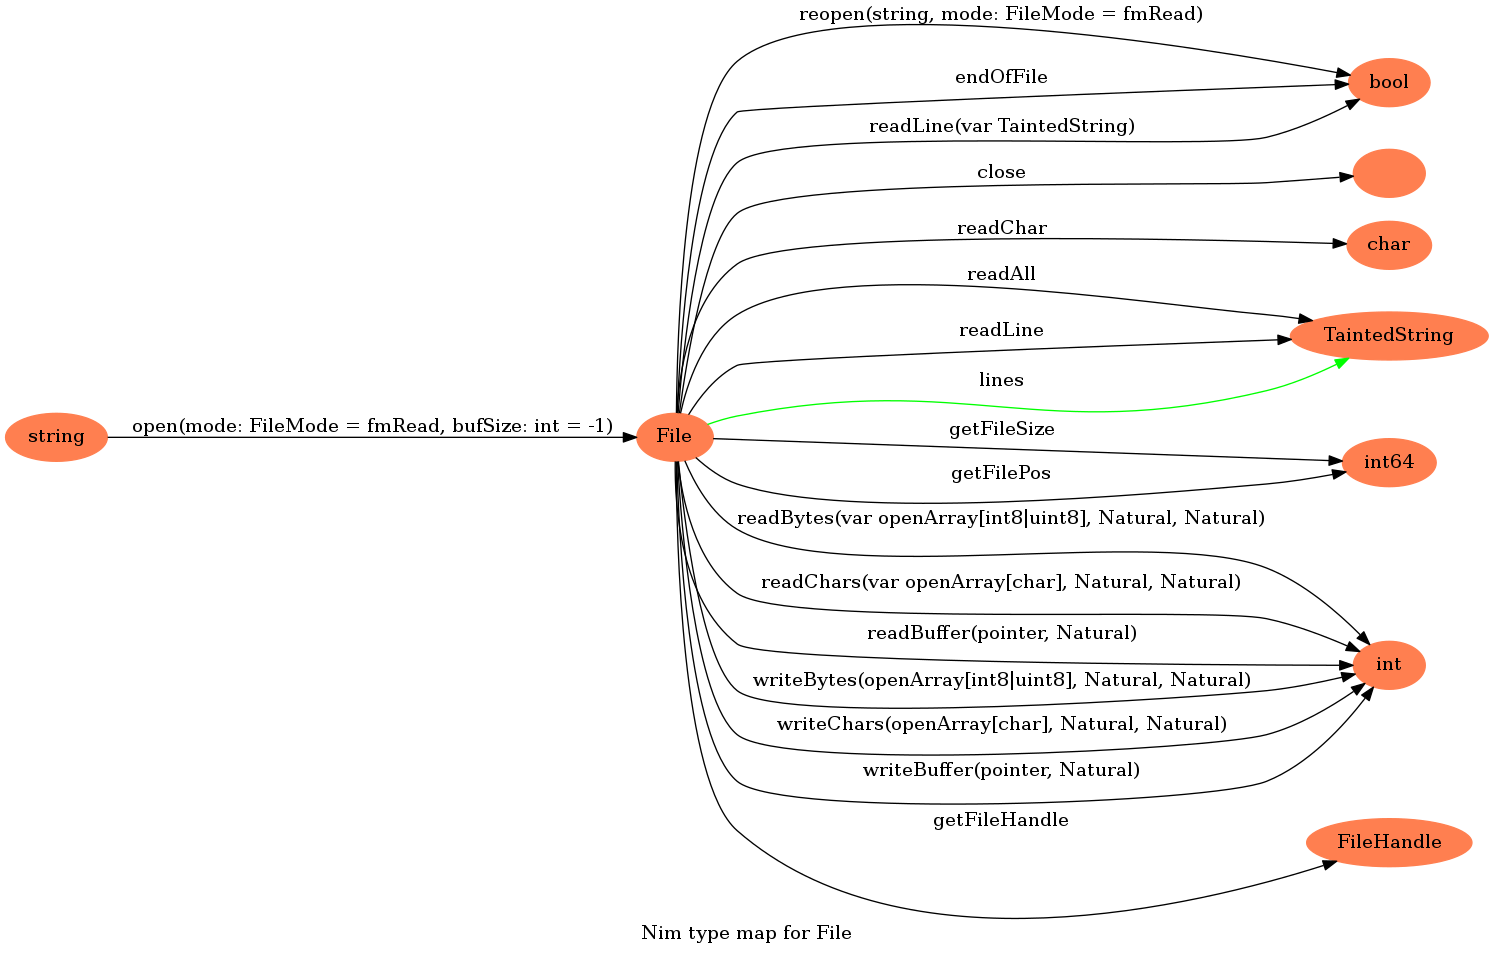 reopen(string, mode: FileMode = fmRead)
endOfFile
bool
readLine(var TaintedString)
close
readChar
char
readAll
readLine
TaintedString
lines
string
open(mode: FileMode = fmRead, bufSize: int = -1)
File
getFileSize
int64
getFilePos
readBytes(var openArray[int8|uint8], Natural, Natural)
readChars(var openArray[char], Natural, Natural)
readBuffer(pointer, Natural)
int
writeBytes(openArray[int8|uint8], Natural, Natural)
writeChars(openArray[char], Natural, Natural)
writeBuffer(pointer, Natural)
getFileHandle
FileHandle
Nim type map for File